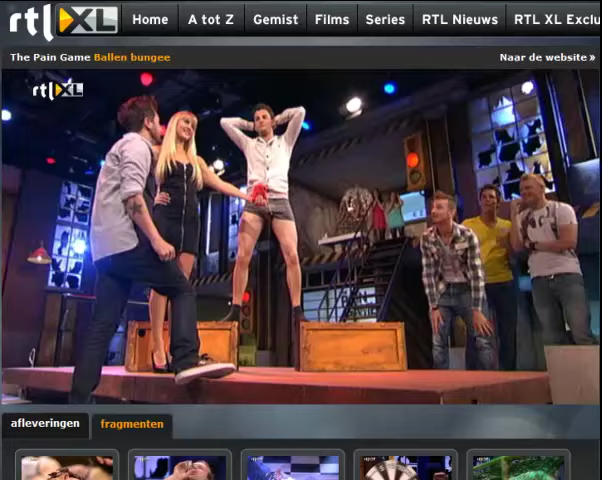 rtl XL Home A tot Z Gemist Films Series RTL Nieuws RTL XL Exclu
The Pain Game Ballen bungee Naar de website »
rtl XL
afleveringen fragmenten